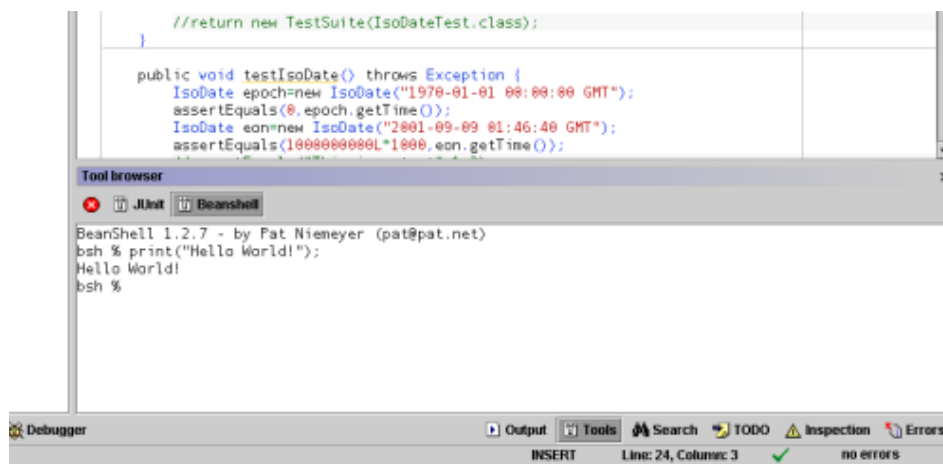 //return new TestSuite(IsoDateTest.class);
}
public void testIsoDate() throws Exception {
IsoDate epoch=new IsoDate("1970-01-01 00:00:00 GMT");
assertEquals(0,epoch.getTime());
IsoDate eon=new IsoDate("2001-09-09 01:46:40 GMT");
assertEquals(1000000000L*1000,eon.getTime());
Tool browser
JUnit Beanshell
BeanShell 1.2.7 - by Pat Niemeyer (pat@pat.net)
bsh % print("Hello World!");
Hello World!
bsh %
Debugger Output Tools Search TODO Inspection Errors
INSERT Line: 24, Column: 3 no errors